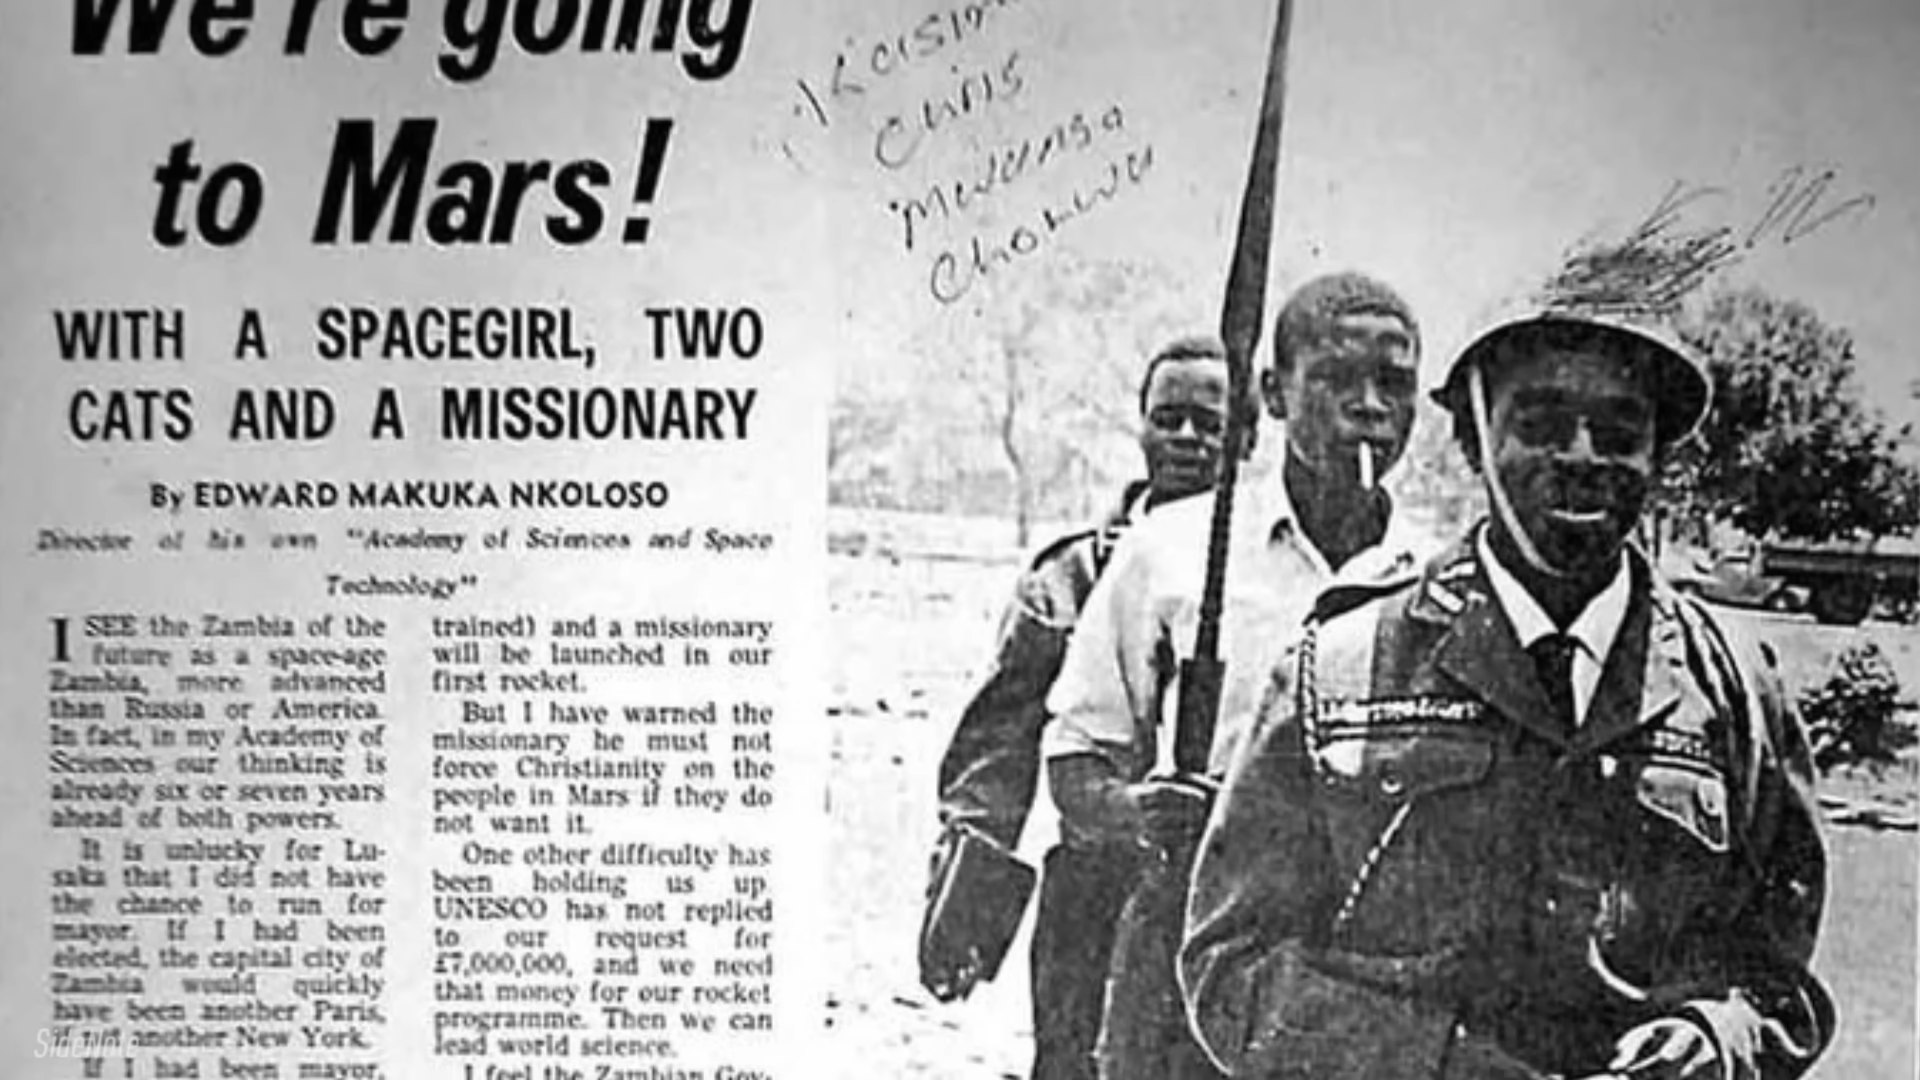 We're going
to Mars!
WITH A SPACEGIRL, TWO
CATS AND A MISSIONARY
By EDWARD MAKUKA NKOLOSO
Director of his own "Academy of Sciences and Space
Technology"
I SEE the Zambia of the
future as a space-age
Zambia, more advanced
than Russia or America.
In fact, in my Academy of
Sciences our thinking is
already six or seven years
ahead of both powers.
It is unlucky for Lu-
saka that I did not have
the chance to run for
mayor. If I had been
elected, the capital city of
Zambia would quickly
have been another Paris,
if not another New York.
If I had been mayor,
trained) and a missionary
will be launched in our
first rocket.
But I have warned the
missionary he must not
force Christianity on the
people in Mars if they do
not want it.
One other difficulty has
been holding us up.
UNESCO has not replied
to our request for
£7,000,000, and we need
that money for our rocket
programme. Then we can
lead world science.
I feel the Zambian Gov-
Chris
SideNote